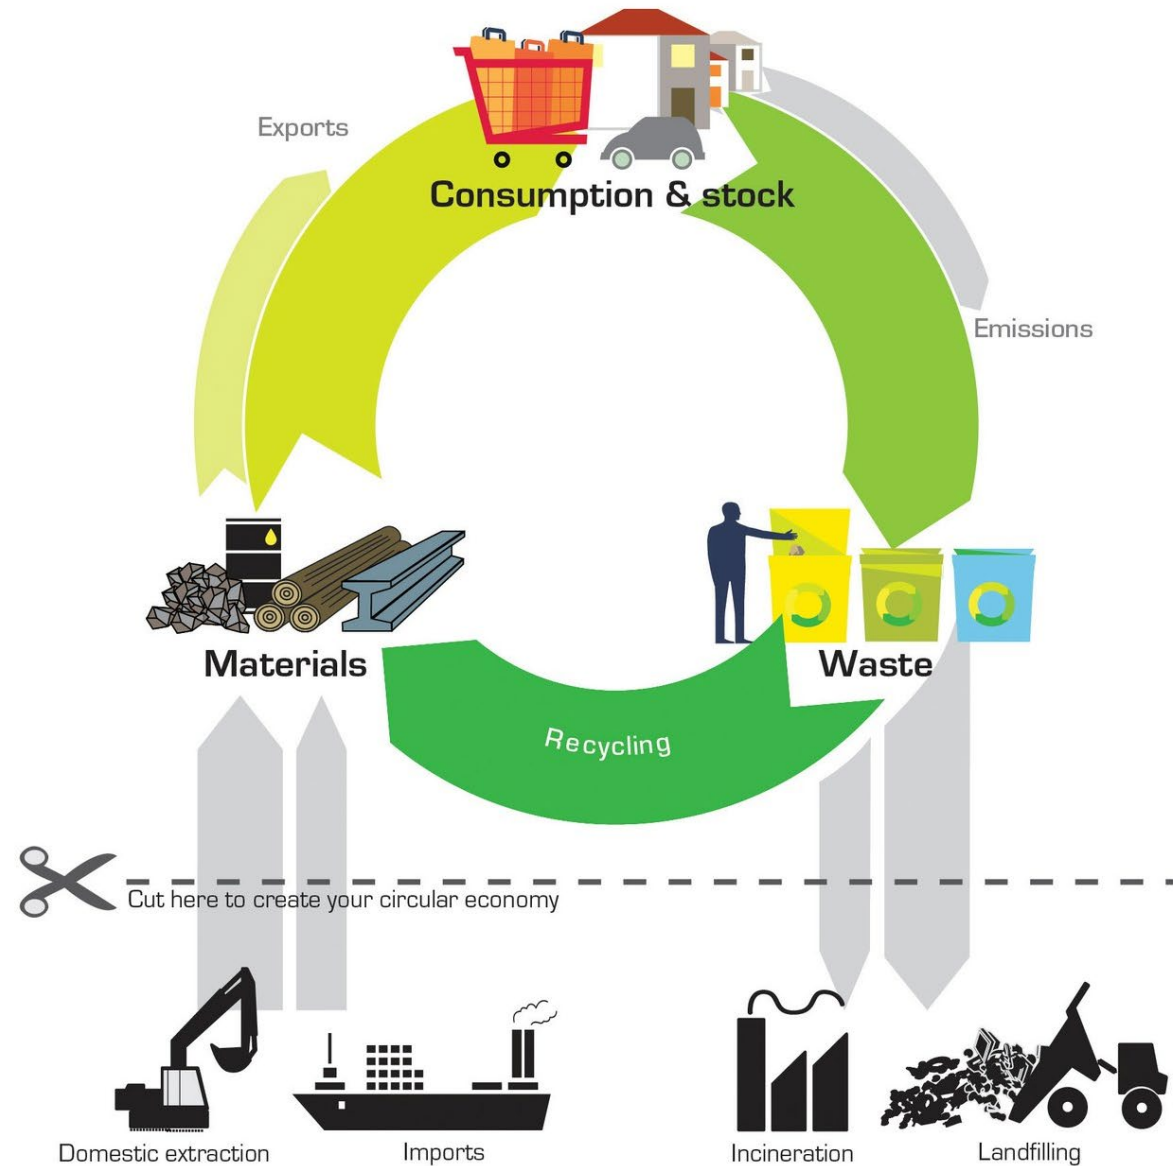 Exports
Consumption & stock
Emissions
Materials
Waste
Recycling
Cut here to create your circular economy
Domestic extraction
Imports
Incineration
Landfilling